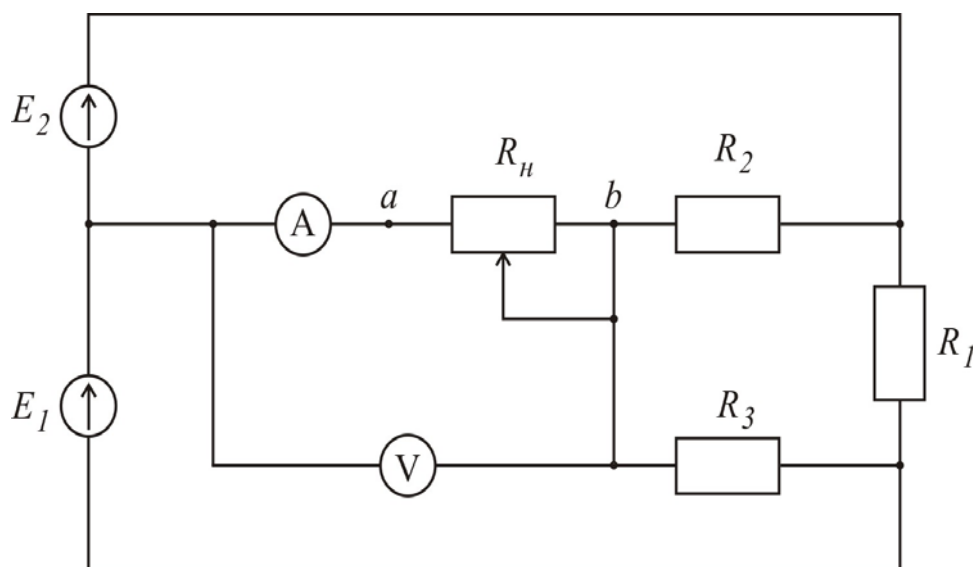 E₂
Rн
R₂
a
b
A
R₁
E₁
R₃
V